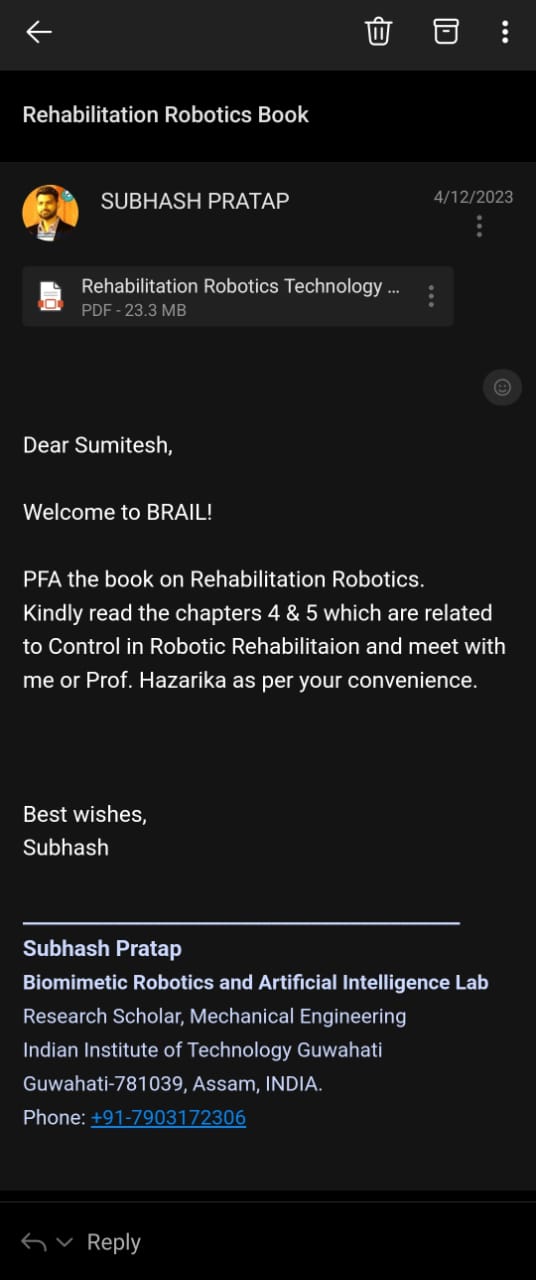 Rehabilitation Robotics Book
SUBHASH PRATAP
4/12/2023
Rehabilitation Robotics Technology ...
PDF - 23.3 MB
Dear Sumitesh,
Welcome to BRAIL!
PFA the book on Rehabilitation Robotics.
Kindly read the chapters 4 & 5 which are related
to Control in Robotic Rehabilitaion and meet with
me or Prof. Hazarika as per your convenience.
Best wishes,
Subhash
Subhash Pratap
Biomimetic Robotics and Artificial Intelligence Lab
Research Scholar, Mechanical Engineering
Indian Institute of Technology Guwahati
Guwahati-781039, Assam, INDIA.
Phone: +91-7903172306
Reply